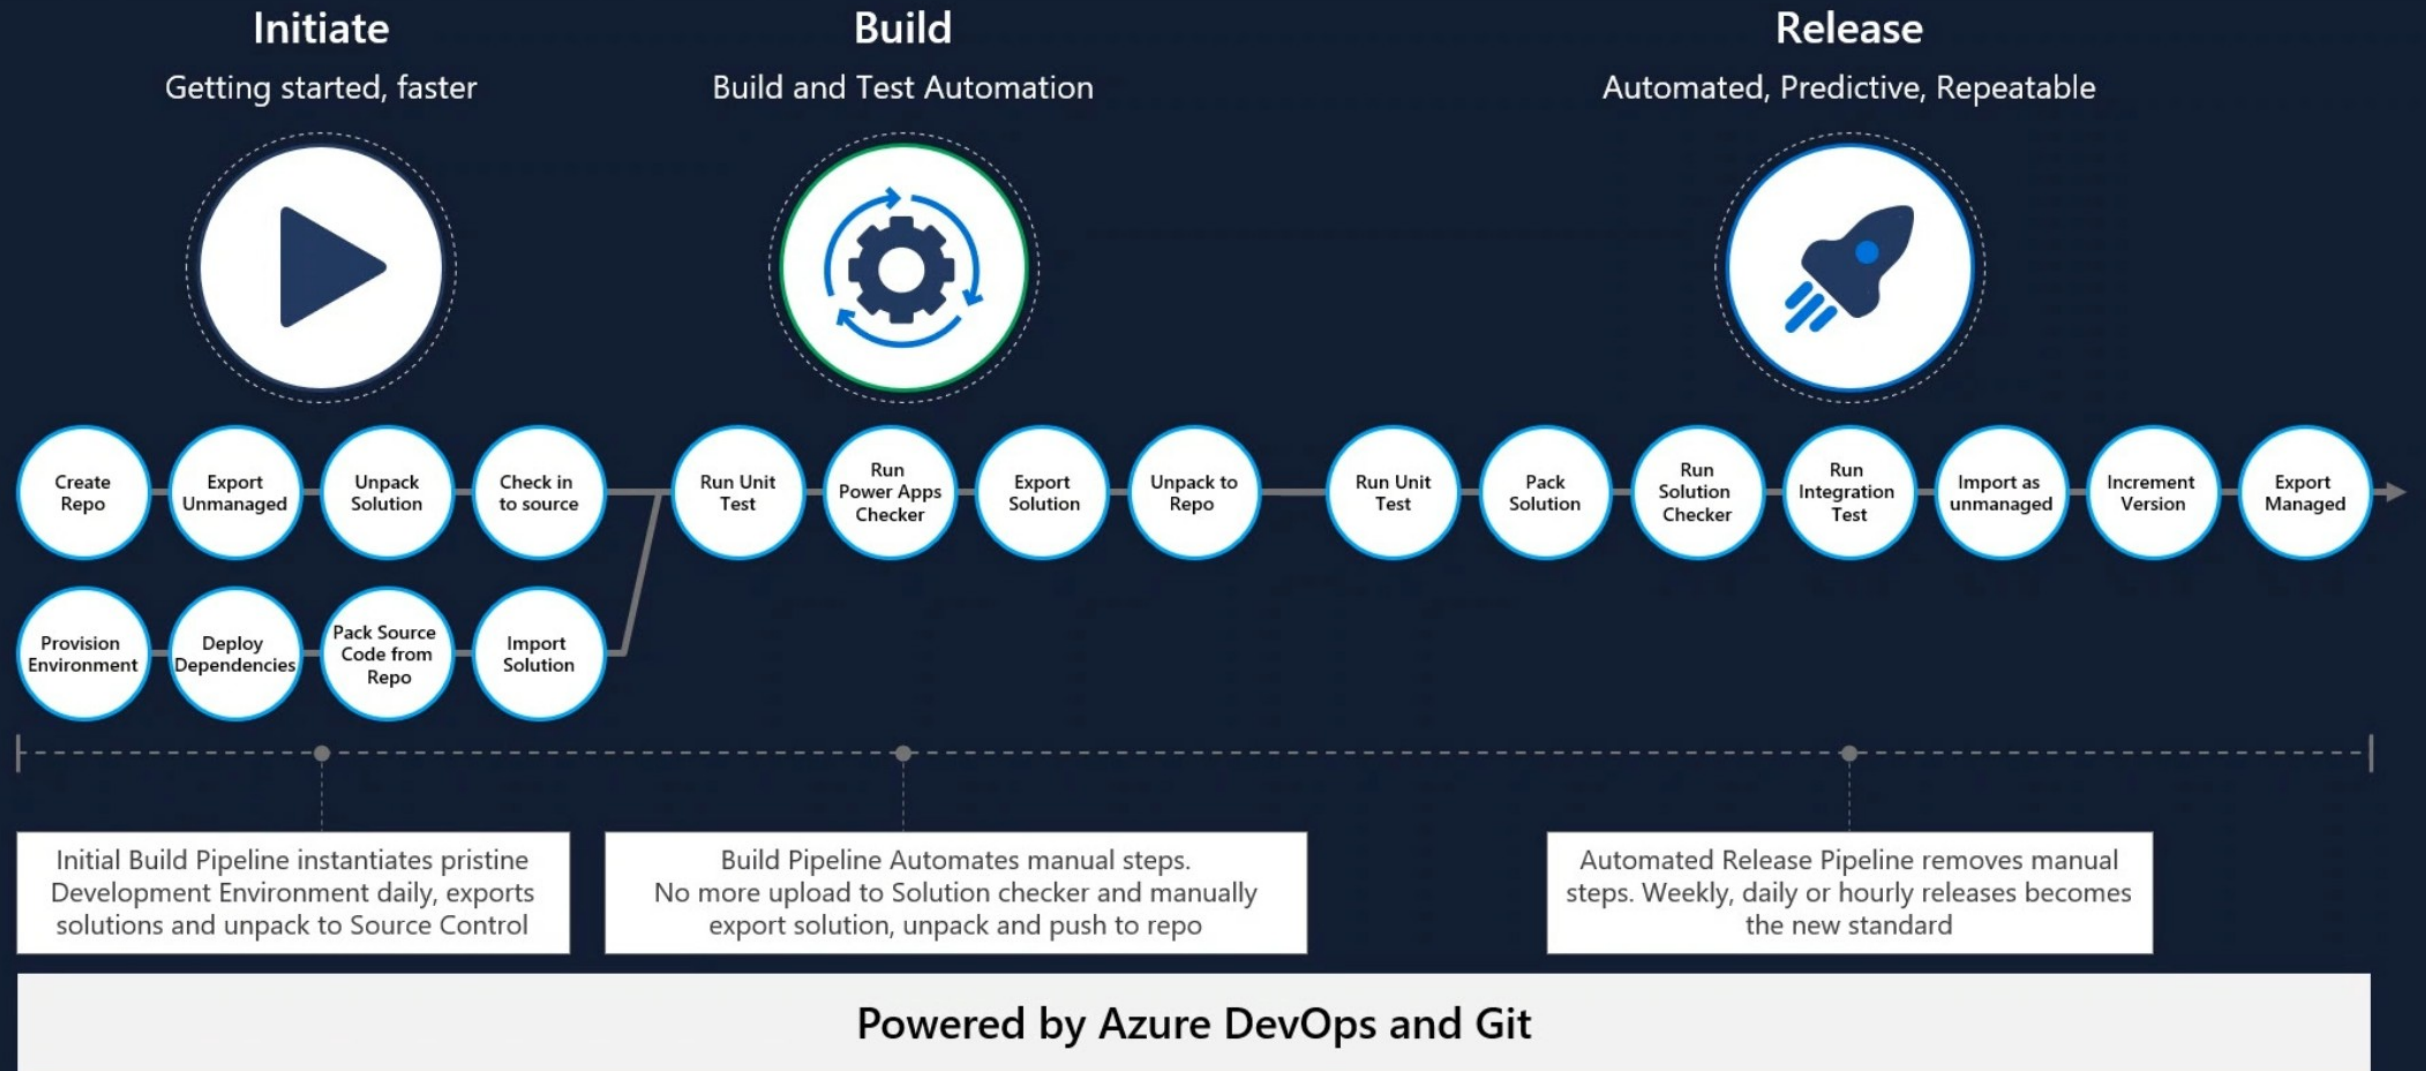 Initiate
Getting started, faster
Build
Build and Test Automation
Release
Automated, Predictive, Repeatable
Create
Repo
Export
Unmanaged
Unpack
Solution
Check in
to source
Run Unit
Test
Run
Power Apps
Checker
Export
Solution
Unpack to
Repo
Run Unit
Test
Pack
Solution
Run
Solution
Checker
Run
Integration
Test
Import as
unmanaged
Increment
Version
Export
Managed
Provision
Environment
Deploy
Dependencies
Pack Source
Code from
Repo
Import
Solution
Initial Build Pipeline instantiates pristine
Development Environment daily, exports
solutions and unpack to Source Control
Build Pipeline Automates manual steps.
No more upload to Solution checker and manually
export solution, unpack and push to repo
Automated Release Pipeline removes manual
steps. Weekly, daily or hourly releases becomes
the new standard
Powered by Azure DevOps and Git